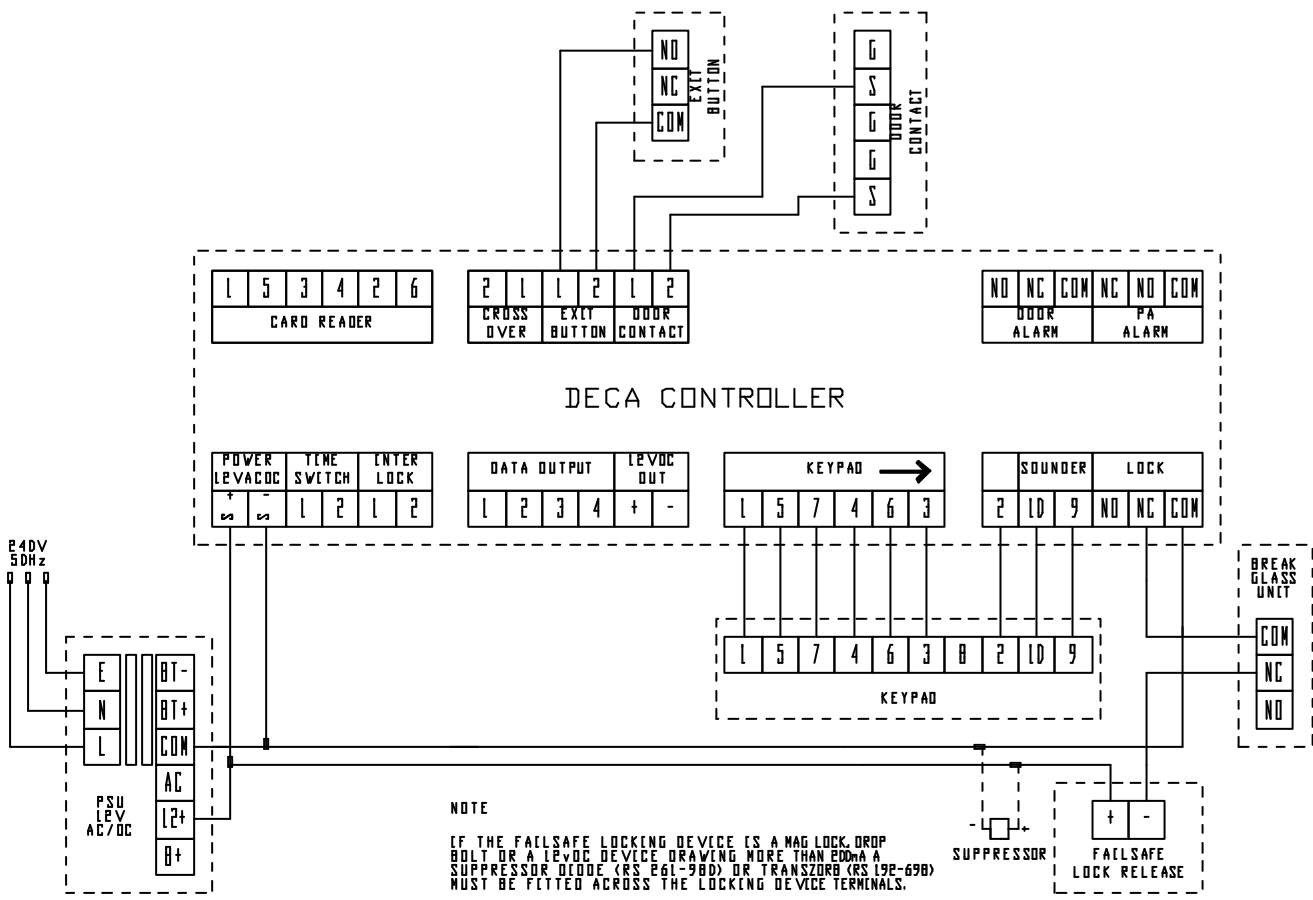 NO
NC
COM
EXIT
BUTTON
G
S
G
G
S
DOOR
CONTACT
1 5 3 4 2 6
CARD READER
2 1 1 2 1 2
CROSS OVER
EXIT BUTTON
DOOR CONTACT
NO NC COM NC NO COM
DOOR ALARM
PA ALARM
DECA CONTROLLER
POWER
12VACDC
TIME
SWITCH
INTER
LOCK
+ -
1 2 1 2
DATA OUTPUT
12VDC
OUT
1 2 3 4 + -
KEYPAD
1 5 7 4 6 3
SOUNDER
LOCK
2 10 9 NO NC COM
240V
50Hz
E
N
L
BT-
BT+
COM
AC
12+
B+
PSU
12V
AC/DC
1 5 7 4 6 3 8 2 10 9
KEYPAD
BREAK
GLASS
UNIT
COM
NC
NO
- +
SUPPRESSOR
+ -
FAILSAFE
LOCK RELEASE
NOTE
IF THE FAILSAFE LOCKING DEVICE IS A MAG LOCK, DROP
BOLT OR A 12vDC DEVICE DRAWING MORE THAN 200mA A
SUPPRESSOR DIODE (RS 261-980) OR TRANSZORB (RS 192-698)
MUST BE FITTED ACROSS THE LOCKING DEVICE TERMINALS.